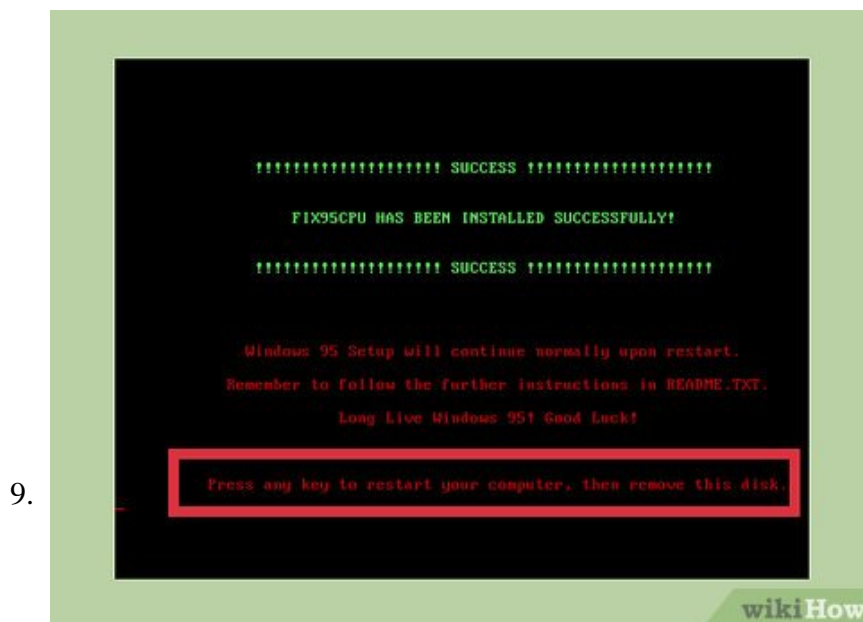 !!!!!!!!!!!!!!!!!!!! SUCCESS !!!!!!!!!!!!!!!!!!!!
FIX95CPU HAS BEEN INSTALLED SUCCESSFULLY!
!!!!!!!!!!!!!!!!!!!! SUCCESS !!!!!!!!!!!!!!!!!!!!
Windows 95 Setup will continue normally upon restart.
Remember to follow the further instructions in README.TXT.
Long Live Windows 95! Good Luck!
Press any key to restart your computer, then remove this disk.
9.
wikiHow